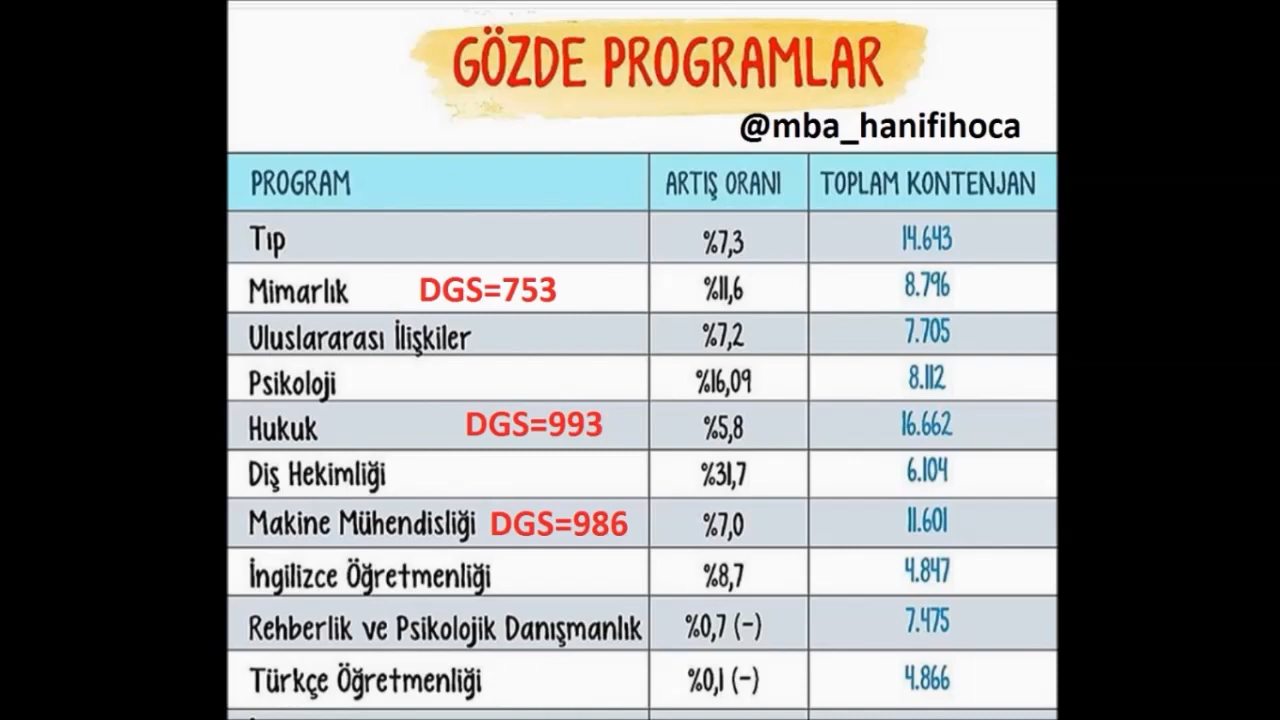 GÖZDE PROGRAMLAR
@mba_hanifihoca
PROGRAM ARTIŞ ORANI TOPLAM KONTENJAN
Tıp %7,3 14.643
Mimarlık DGS=753 %11,6 8.796
Uluslararası İlişkiler %7,2 7.705
Psikoloji %16,09 8.112
Hukuk DGS=993 %5,8 16.662
Diş Hekimliği %31,7 6.104
Makine Mühendisliği DGS=986 %7,0 11.601
İngilizce Öğretmenliği %8,7 4.847
Rehberlik ve Psikolojik Danışmanlık %0,7 (-) 7.475
Türkçe Öğretmenliği %0,1 (-) 4.866